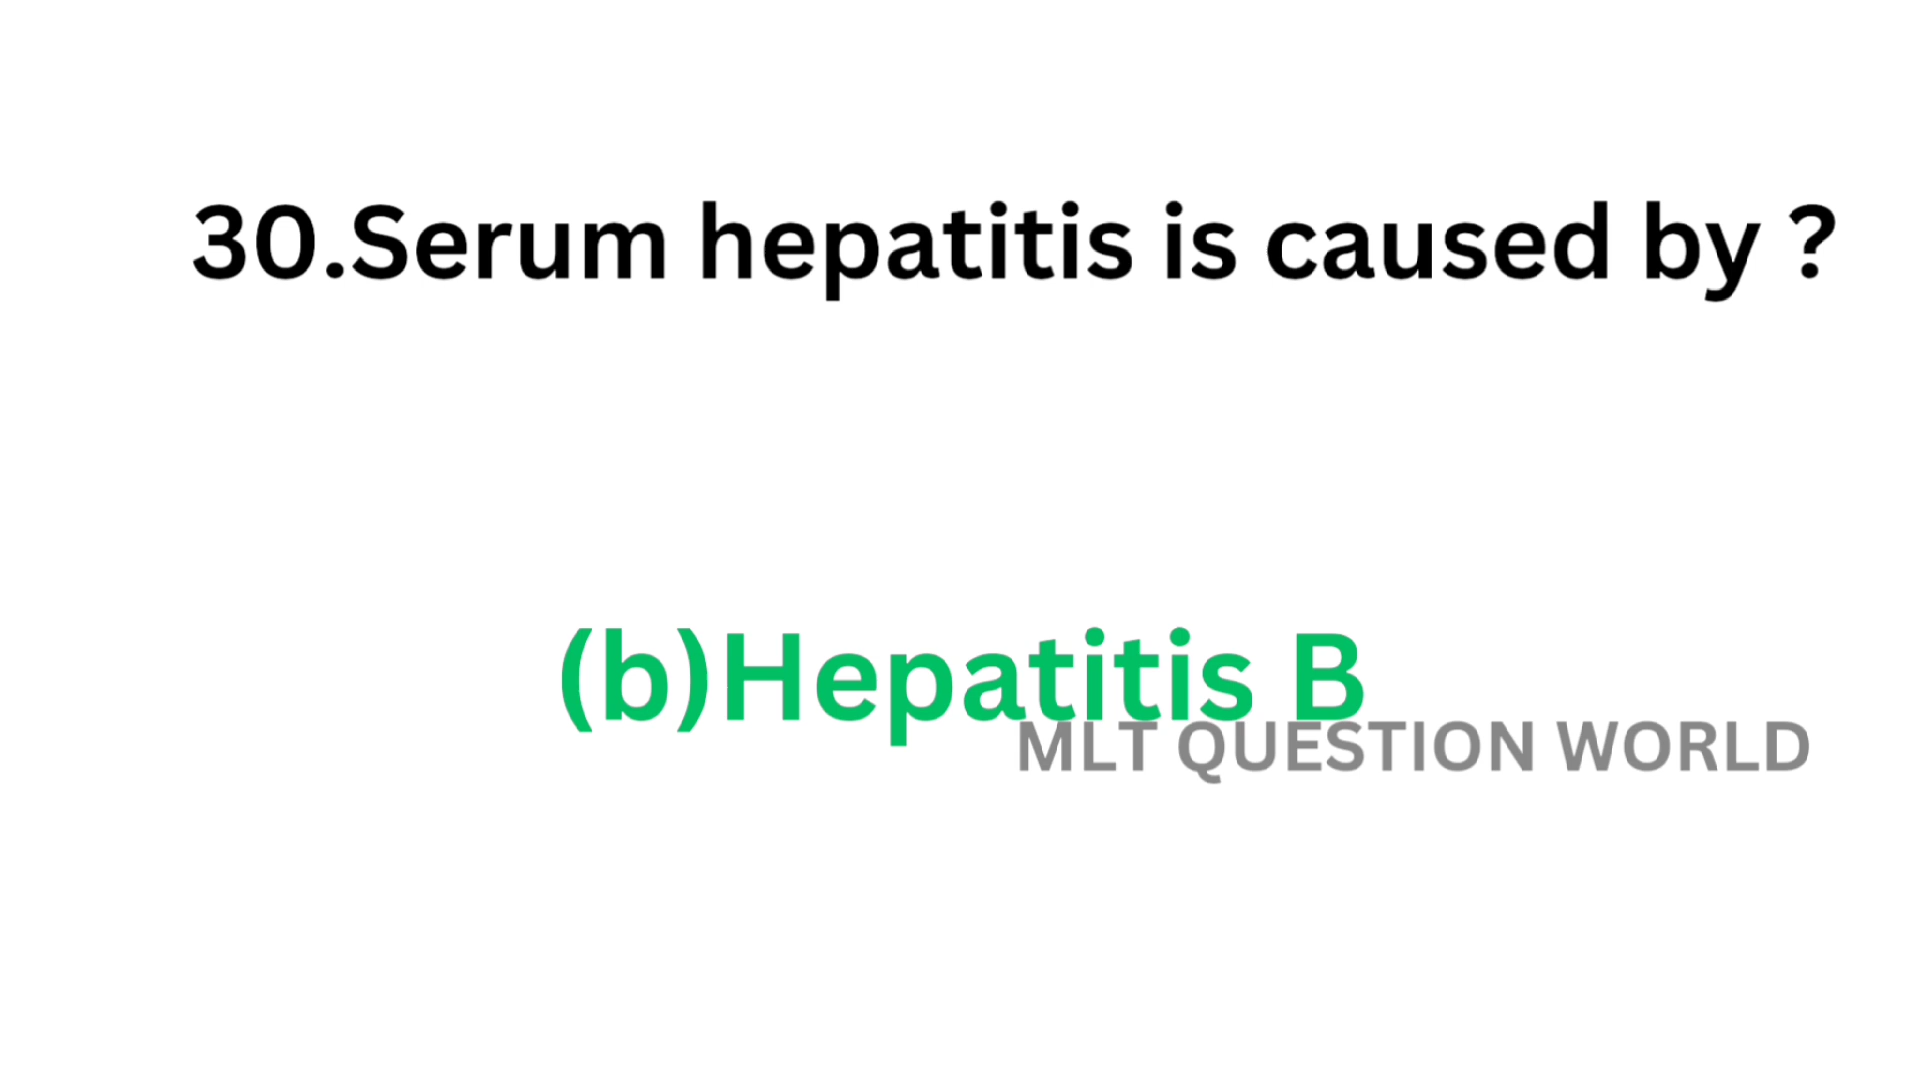 30.Serum hepatitis is caused by ?
(b)Hepatitis B
MLT QUESTION WORLD